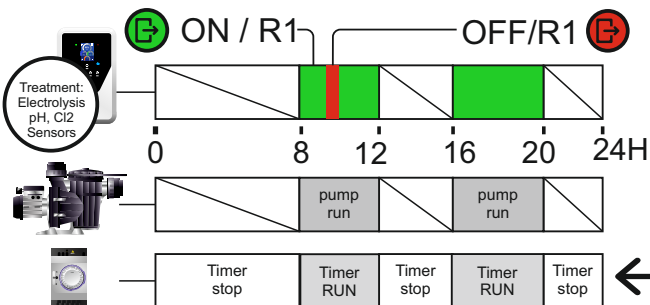 ON / R1
OFF/R1
Treatment:
Electrolysis
pH, Cl2
Sensors
0 8 12 16 20 24H
pump
run
pump
run
Timer
stop
Timer
RUN
Timer
stop
Timer
RUN
Timer
stop